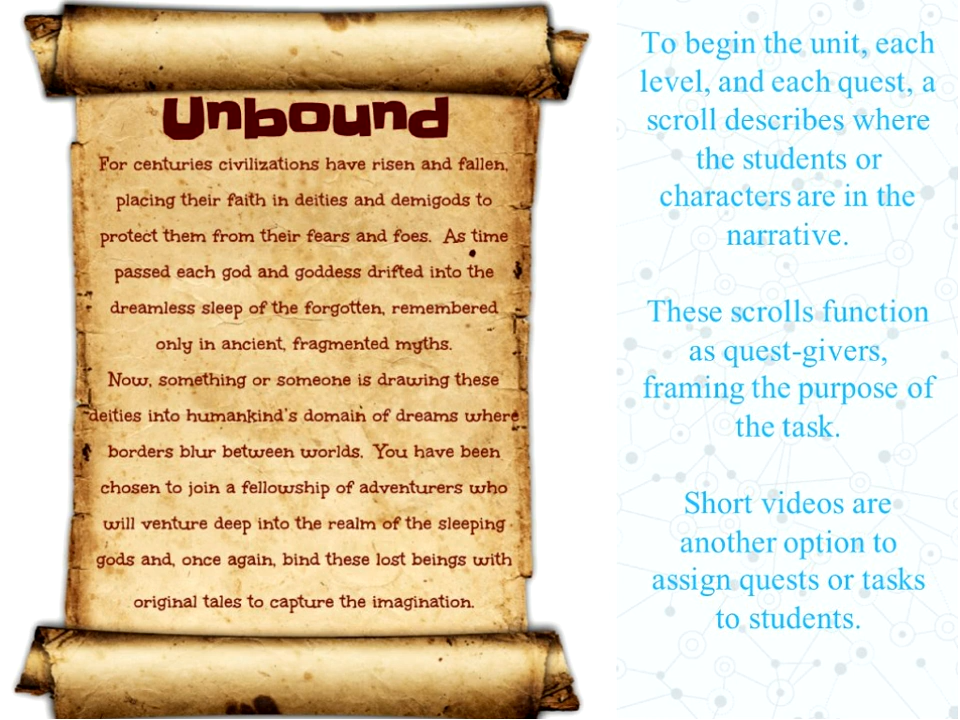 Unbound
For centuries civilizations have risen and fallen,
placing their faith in deities and demigods to
protect them from their fears and foes. As time
passed each god and goddess drifted into the
dreamless sleep of the forgotten, remembered
only in ancient, fragmented myths.
Now, something or someone is drawing these
deities into humankind's domain of dreams where
borders blur between worlds. You have been
chosen to join a fellowship of adventurers who
will venture deep into the realm of the sleeping
gods and, once again, bind these lost beings with
original tales to capture the imagination.
To begin the unit, each
level, and each quest, a
scroll describes where
the students or
characters are in the
narrative.
These scrolls function
as quest-givers,
framing the purpose of
the task.
Short videos are
another option to
assign quests or tasks
to students.